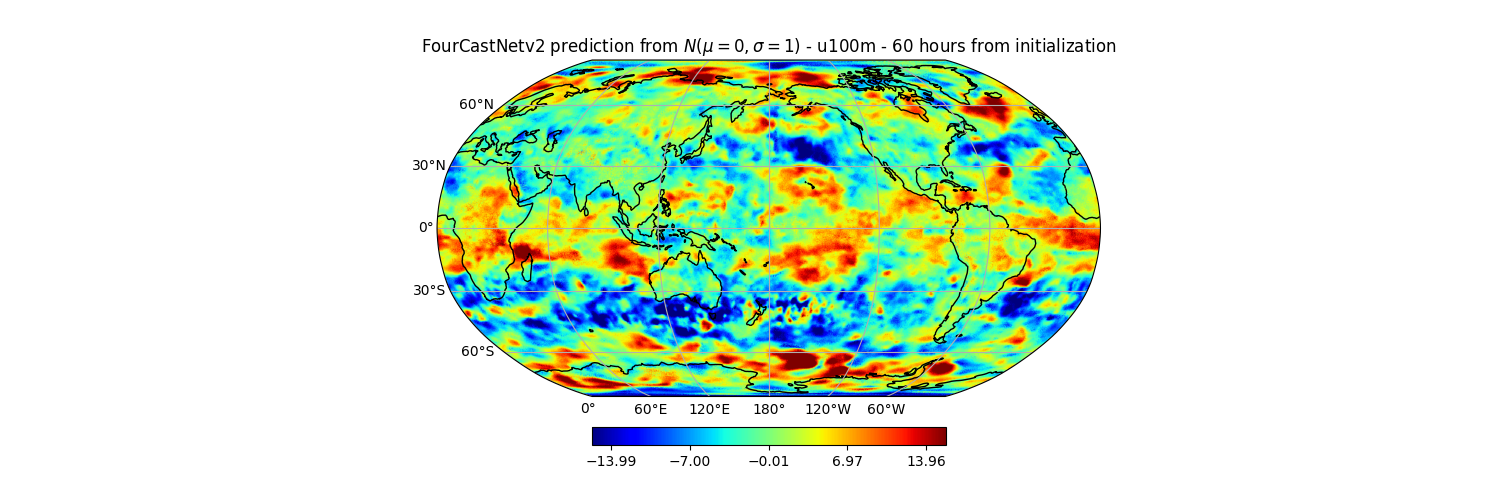 FourCastNetv2 prediction from N(μ = 0, σ = 1) - u100m - 60 hours from initialization
60°N
30°N
0°
30°S
60°S
0° 60°E 120°E 180° 120°W 60°W
−13.99 −7.00 −0.01 6.97 13.96